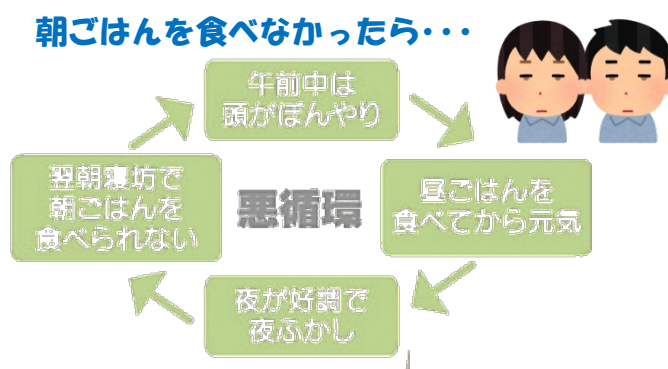 朝ごはんを食べなかったら･･･
午前中は
頭がぼんやり
昼ごはんを
食べてから元気
夜が好調で
夜ふかし
翌朝寝坊で
朝ごはんを
食べられない
悪循環